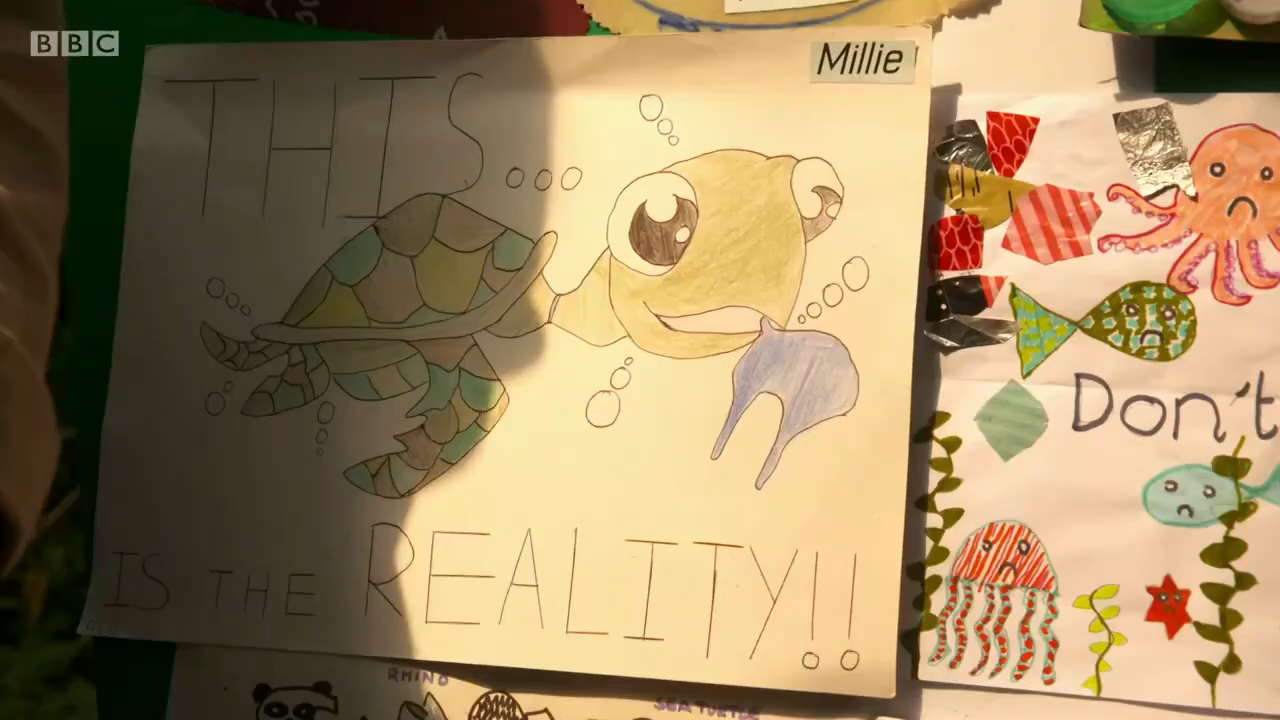 BBC
Millie
THIS
IS THE REALITY!!
Don't
RHINO
SEA TURTLE